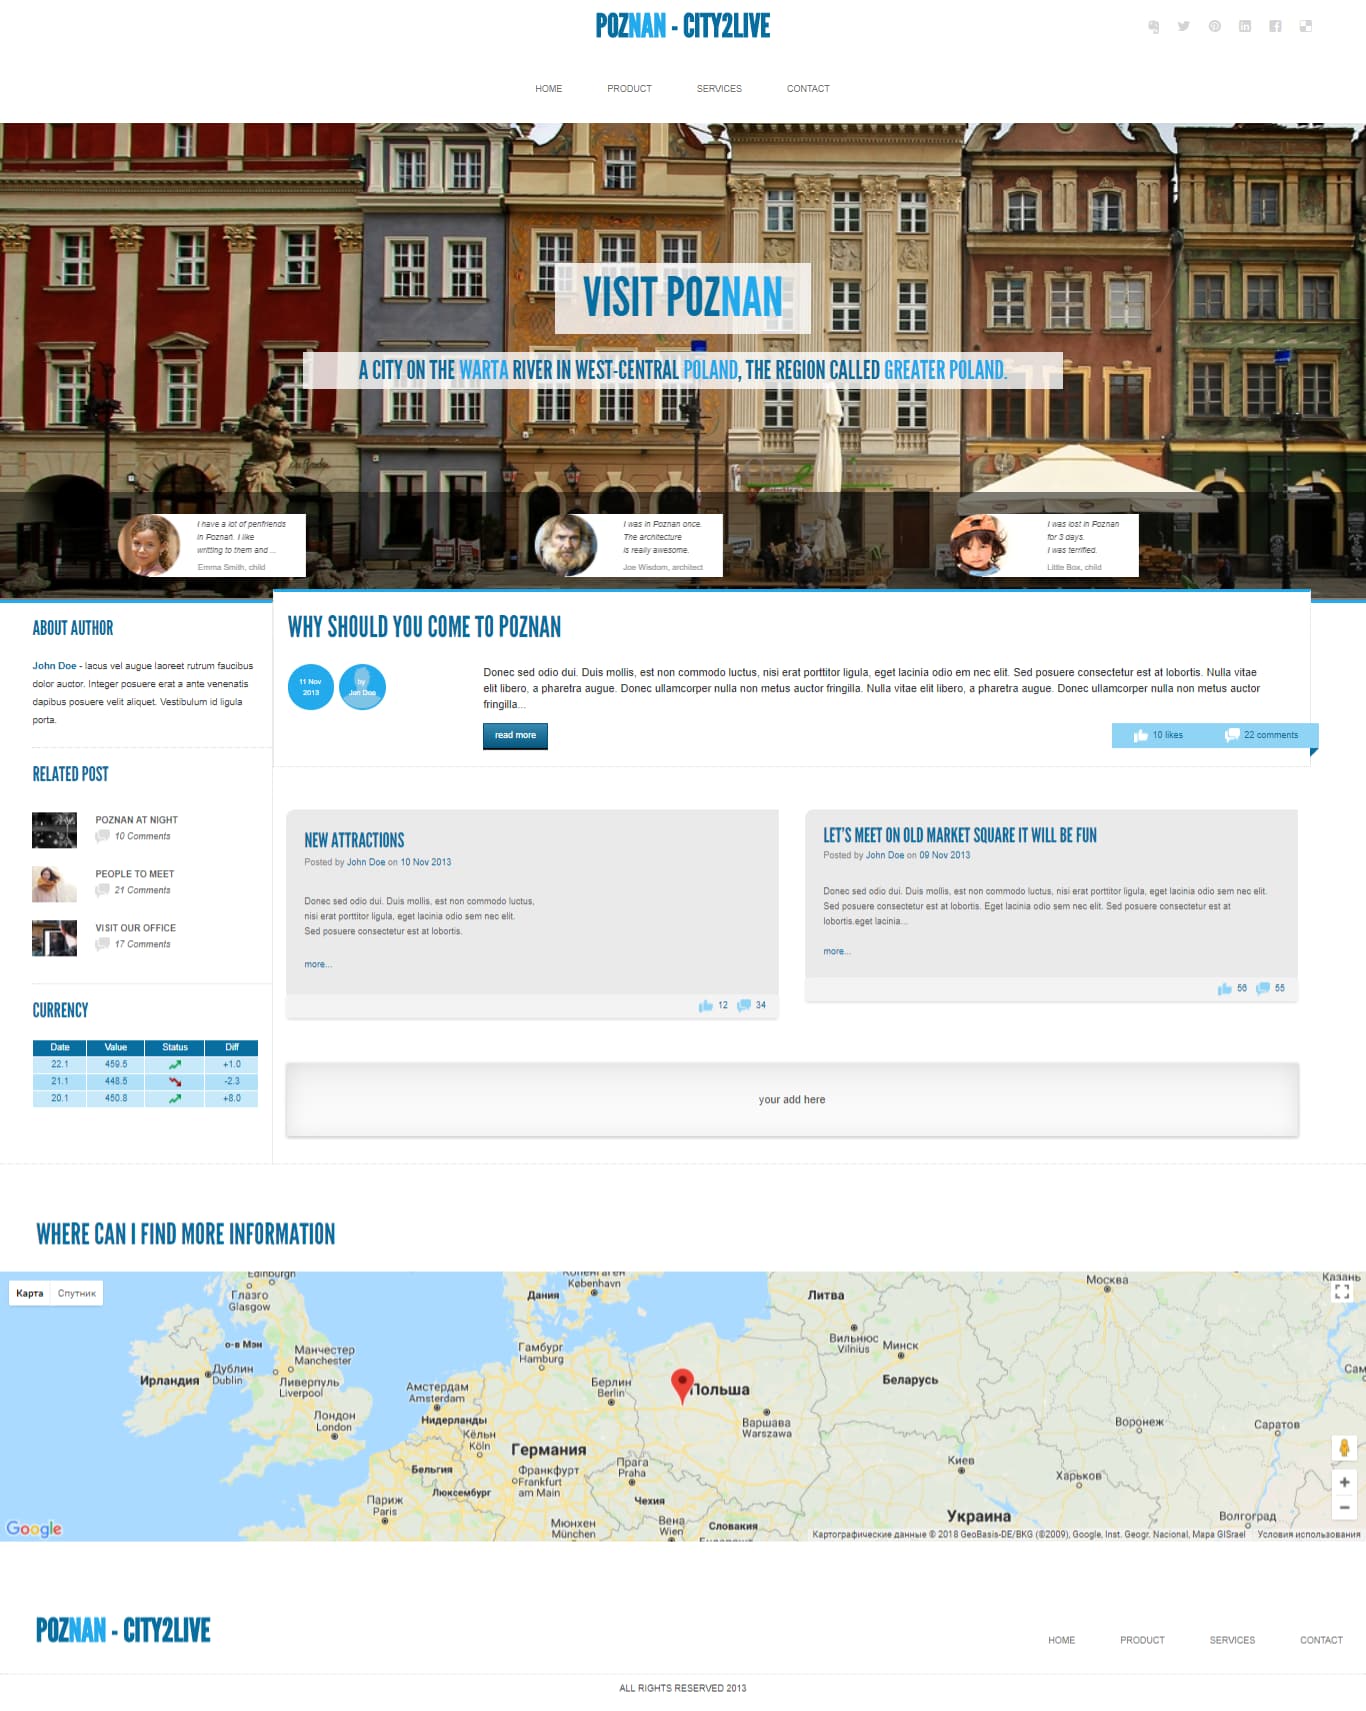 POZNAN - CITY2LIVE
HOME PRODUCT SERVICES CONTACT
VISIT POZNAN
A CITY ON THE WARTA RIVER IN WEST-CENTRAL POLAND, THE REGION CALLED GREATER POLAND.
I have a lot of penfriends
in Poznań. I like
writting to them and ...
Emma Smith, child
I was in Poznan once.
The architecture
is really awesome.
Joe Wisdom, architect
I was lost in Poznan
for 3 days.
I was terrified.
Little Box, child
ABOUT AUTHOR
John Doe - lacus vel augue laoreet rutrum faucibus
dolor auctor. Integer posuere erat a ante venenatis
dapibus posuere velit aliquet. Vestibulum id ligula
porta.
RELATED POST
POZNAN AT NIGHT
10 Comments
PEOPLE TO MEET
21 Comments
VISIT OUR OFFICE
17 Comments
CURRENCY
Date Value Status Diff
22.1 459.5 +1.0
21.1 448.5 -2.3
20.1 450.8 +8.0
WHY SHOULD YOU COME TO POZNAN
11 Nov
2013
by
Jon Doe
Donec sed odio dui. Duis mollis, est non commodo luctus, nisi erat porttitor ligula, eget lacinia odio em nec elit. Sed posuere consectetur est at lobortis. Nulla vitae
elit libero, a pharetra augue. Donec ullamcorper nulla non metus auctor fringilla. Nulla vitae elit libero, a pharetra augue. Donec ullamcorper nulla non metus auctor
fringilla...
read more
10 likes 22 comments
NEW ATTRACTIONS
Posted by John Doe on 10 Nov 2013
Donec sed odio dui. Duis mollis, est non commodo luctus,
nisi erat porttitor ligula, eget lacinia odio sem nec elit.
Sed posuere consectetur est at lobortis.
more...
12 34
LET'S MEET ON OLD MARKET SQUARE IT WILL BE FUN
Posted by John Doe on 09 Nov 2013
Donec sed odio dui. Duis mollis, est non commodo luctus, nisi erat porttitor ligula, eget lacinia odio sem nec elit.
Sed posuere consectetur est at lobortis. Eget lacinia odio sem nec elit. Sed posuere consectetur est at
lobortis.eget lacinia...
more...
56 55
your add here
WHERE CAN I FIND MORE INFORMATION
Карта Спутник
Edinburgh
Глазго
Glasgow
о-в Мэн
Манчестер
Manchester
Ирландия
Дублин
Dublin
Ливерпуль
Liverpool
Лондон
London
Копенгаген
København
Дания
Гамбург
Hamburg
Амстердам
Amsterdam
Нидерланды
Берлин
Berlin
Кёльн
Köln
Германия
Бельгия
Франкфурт
Frankfurt
am Main
Люксембург
Париж
Paris
Прага
Praha
Чехия
Мюнхен
München
Вена
Wien
Словакия
Будапешт
Польша
Варшава
Warszawa
Литва
Вильнюс
Vilnius
Минск
Беларусь
Москва
Казань
Сам
Воронеж
Саратов
Киев
Харьков
Украина
Волгоград
Google
Картографические данные © 2018 GeoBasis-DE/BKG (©2009), Google, Inst. Geogr. Nacional, Mapa GISrael Условия использования
POZNAN - CITY2LIVE
HOME PRODUCT SERVICES CONTACT
ALL RIGHTS RESERVED 2013